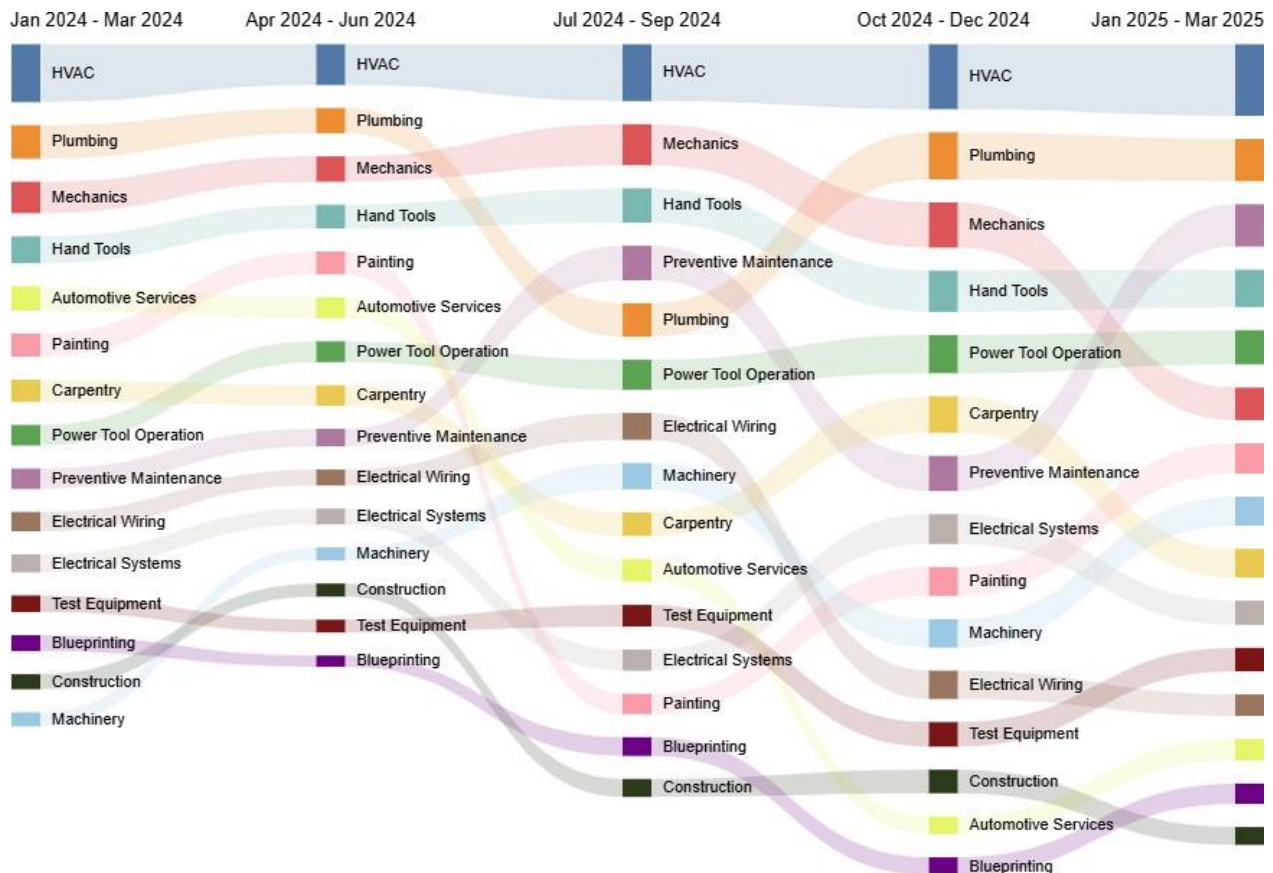 Jan 2024 - Mar 2024
Apr 2024 - Jun 2024
Jul 2024 - Sep 2024
Oct 2024 - Dec 2024
Jan 2025 - Mar 2025
HVAC
Plumbing
Mechanics
Hand Tools
Automotive Services
Painting
Carpentry
Power Tool Operation
Preventive Maintenance
Electrical Wiring
Electrical Systems
Test Equipment
Blueprinting
Construction
Machinery
HVAC
Plumbing
Mechanics
Hand Tools
Painting
Automotive Services
Power Tool Operation
Carpentry
Preventive Maintenance
Electrical Wiring
Electrical Systems
Machinery
Construction
Test Equipment
Blueprinting
HVAC
Mechanics
Hand Tools
Preventive Maintenance
Plumbing
Power Tool Operation
Electrical Wiring
Machinery
Carpentry
Automotive Services
Test Equipment
Electrical Systems
Painting
Blueprinting
Construction
HVAC
Plumbing
Mechanics
Hand Tools
Power Tool Operation
Carpentry
Preventive Maintenance
Electrical Systems
Painting
Machinery
Electrical Wiring
Test Equipment
Construction
Automotive Services
Blueprinting